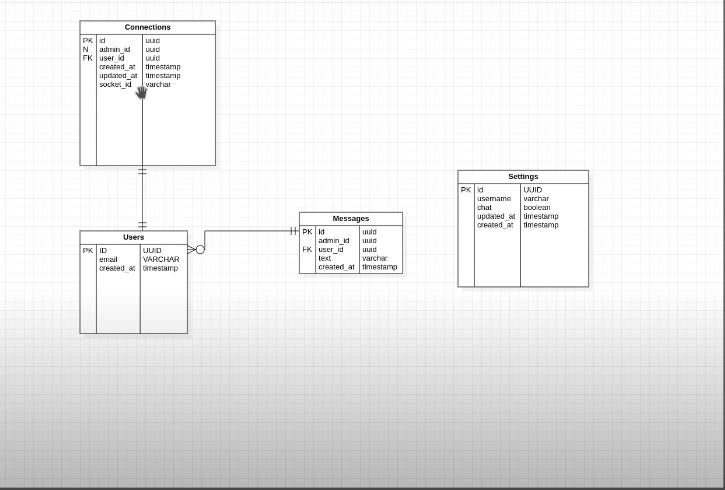 Connections
PK id uuid
N admin_id uuid
FK user_id uuid
created_at timestamp
updated_at timestamp
socket_id varchar
Users
PK ID UUID
email VARCHAR
created_at timestamp
Messages
PK id uuid
admin_id uuid
FK user_id uuid
text varchar
created_at timestamp
Settings
PK id UUID
username varchar
chat boolean
updated_at timestamp
created_at timestamp